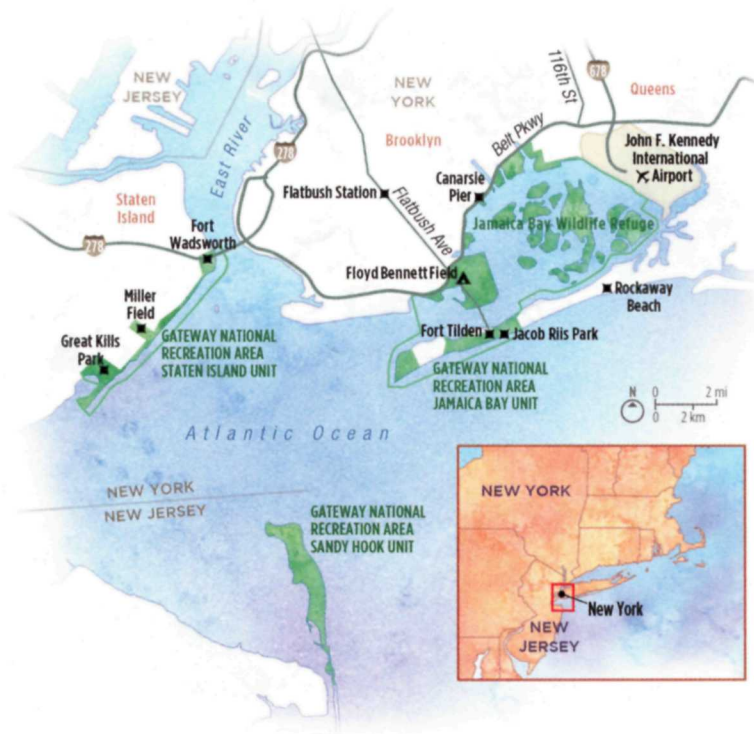 NEW
JERSEY
NEW
YORK
116th St
678
Queens
Belt Pkwy
John F. Kennedy
International
Airport
East River
278
Brooklyn
Canarsie
Pier
Flatbush Station
Flatbush Ave
Staten
Island
Fort
Wadsworth
278
Jamaica Bay Wildlife Refuge
Floyd Bennett Field
Rockaway
Beach
Miller
Field
Great Kills
Park
GATEWAY NATIONAL
RECREATION AREA
STATEN ISLAND UNIT
Fort Tilden
Jacob Riis Park
GATEWAY NATIONAL
RECREATION AREA
JAMAICA BAY UNIT
N
0 2 mi
0 2 km
Atlantic Ocean
NEW YORK
NEW JERSEY
GATEWAY NATIONAL
RECREATION AREA
SANDY HOOK UNIT
NEW YORK
New York
NEW
JERSEY